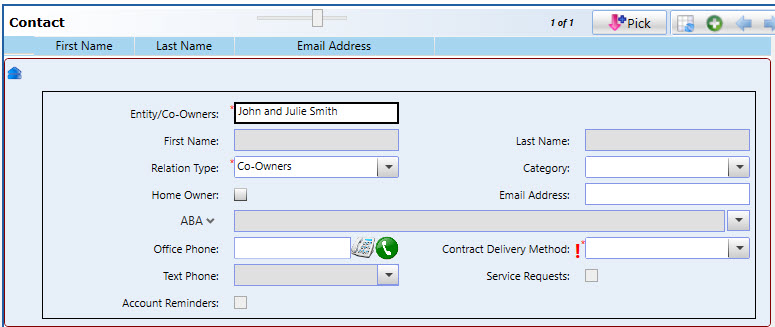 Contact 1 of 1 Pick
First Name Last Name Email Address
Entity/Co-Owners: * John and Julie Smith
First Name: Last Name:
Relation Type: * Co-Owners Category:
Home Owner: Email Address:
ABA
Office Phone: Contract Delivery Method: ! *
Text Phone: Service Requests:
Account Reminders: